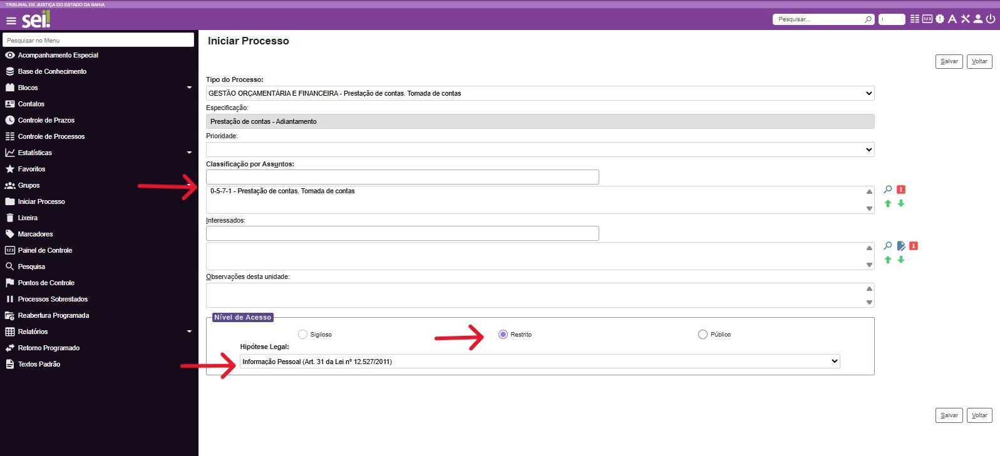 TRIBUNAL DE JUSTIÇA DO ESTADO DA BAHIA
sei!
Pesquisar...
Pesquisar no Menu
Acompanhamento Especial
Base de Conhecimento
Blocos
Contatos
Controle de Prazos
Controle de Processos
Estatísticas
Favoritos
Grupos
Iniciar Processo
Lixeira
Marcadores
Painel de Controle
Pesquisa
Pontos de Controle
Processos Sobrestados
Reabertura Programada
Relatórios
Retorno Programado
Textos Padrão
Iniciar Processo
Salvar Voltar
Tipo do Processo:
GESTÃO ORÇAMENTÁRIA E FINANCEIRA - Prestação de contas. Tomada de contas
Especificação:
Prestação de contas - Adiantamento
Prioridade:
Classificação por Assuntos:
0-5-7-1 - Prestação de contas. Tomada de contas
Interessados:
Observações desta unidade:
Nível de Acesso
Sigiloso Restrito Público
Hipótese Legal:
Informação Pessoal (Art. 31 da Lei nº 12.527/2011)
Salvar Voltar